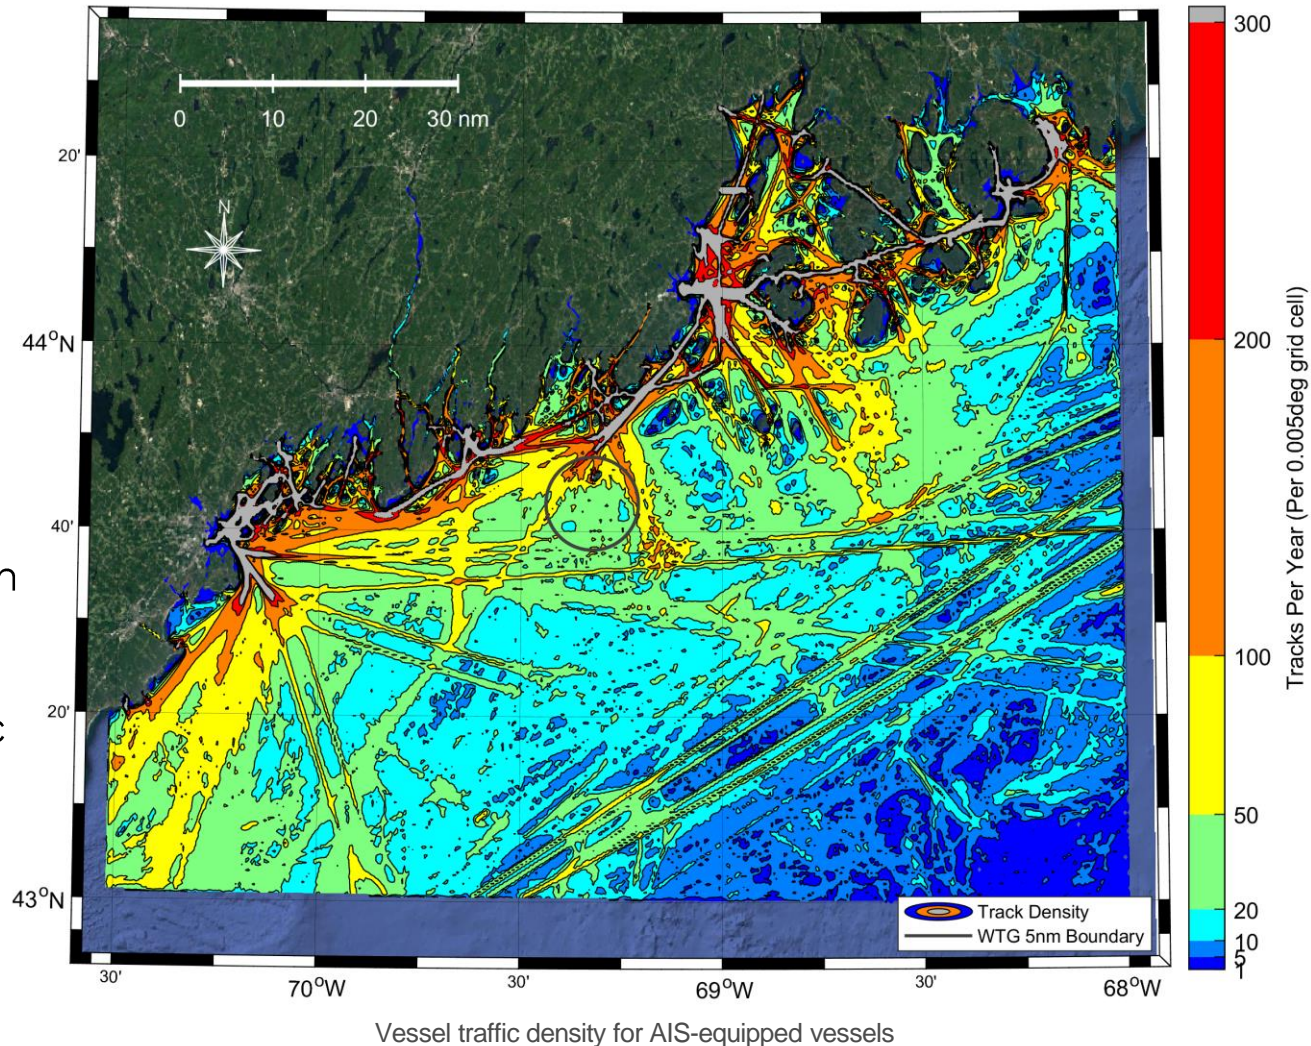 0 10 20 30 nm
N
20'
44°N
40'
20'
43°N
30' 70°W 30' 69°W 30' 68°W
Track Density
WTG 5nm Boundary
300
200
100
50
20
10
5
1
Tracks Per Year (Per 0.005deg grid cell)
n
c
Vessel traffic density for AIS-equipped vessels